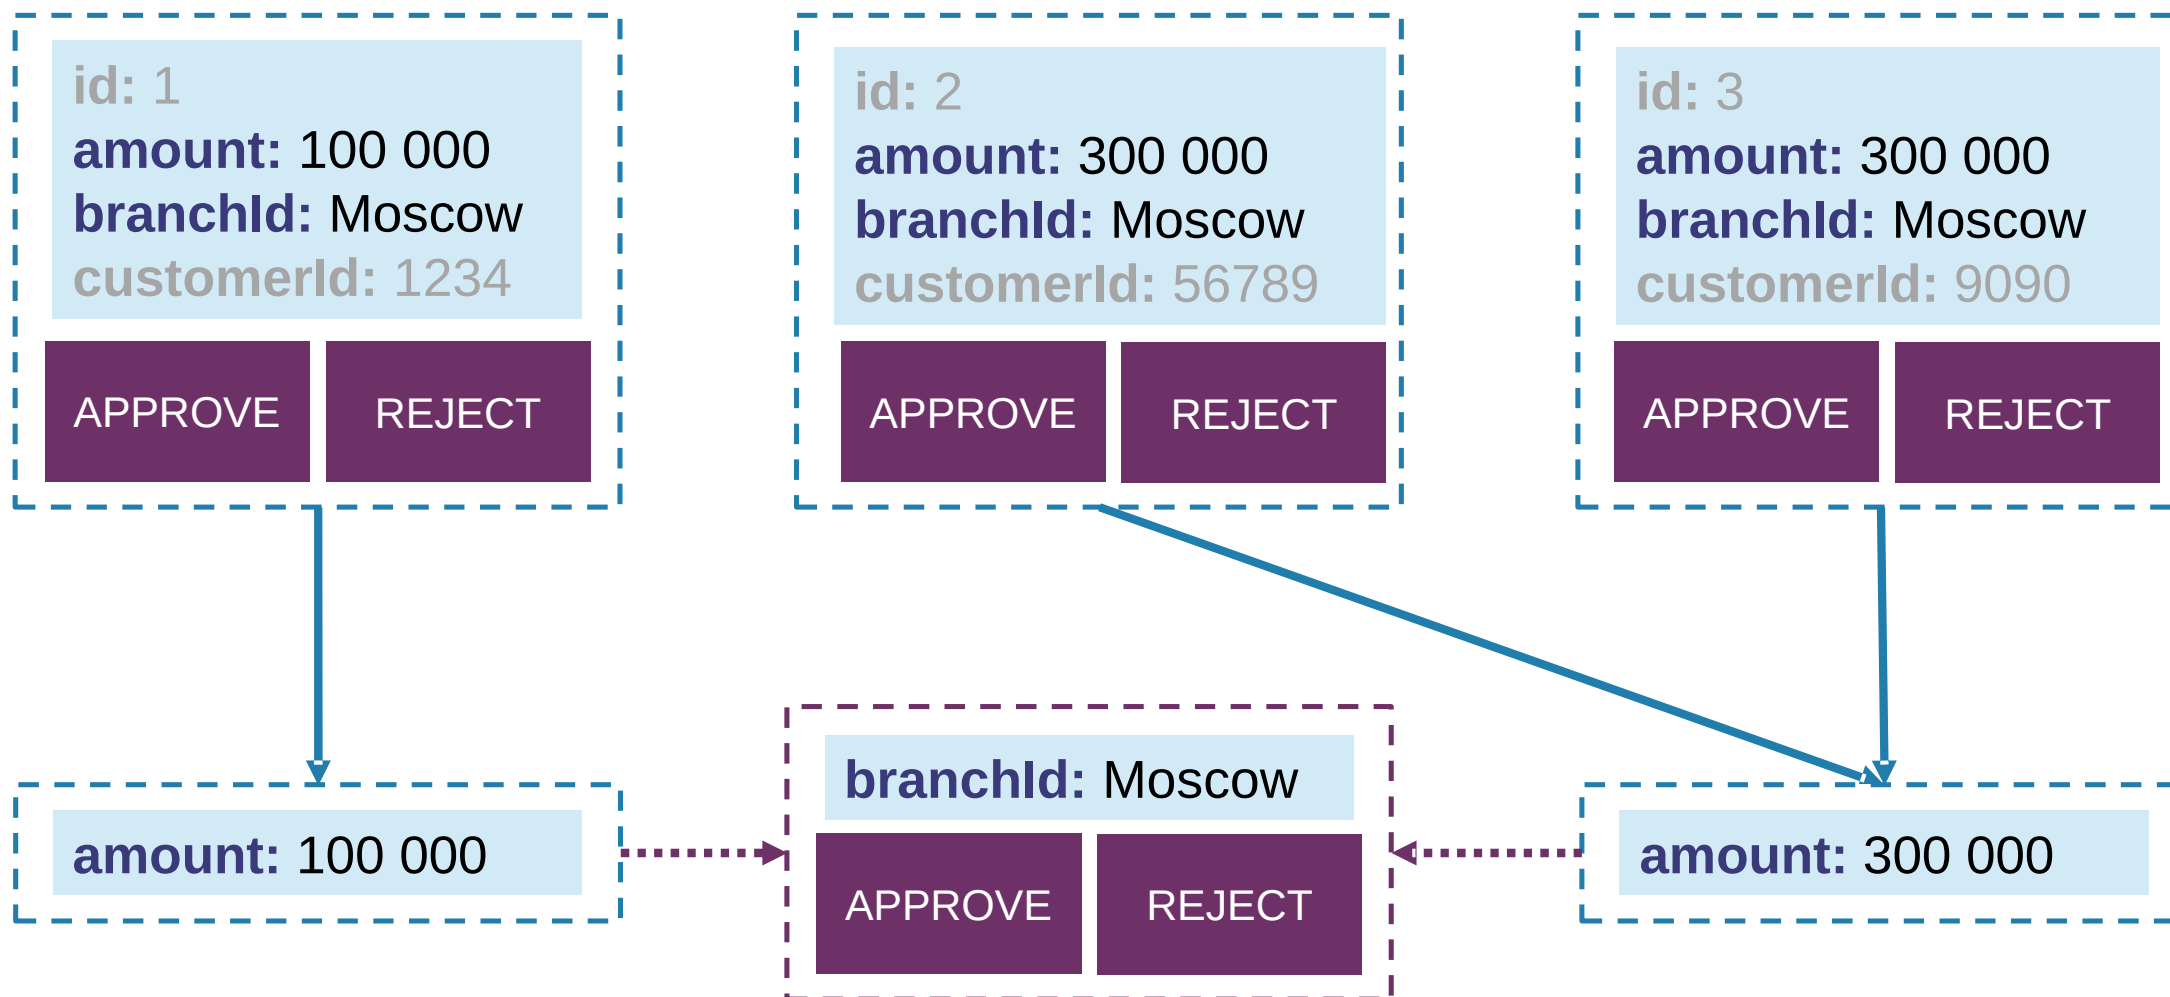 id: 1
amount: 100 000
branchId: Moscow
customerId: 1234
APPROVE
REJECT
id: 2
amount: 300 000
branchId: Moscow
customerId: 56789
APPROVE
REJECT
id: 3
amount: 300 000
branchId: Moscow
customerId: 9090
APPROVE
REJECT
amount: 100 000
branchId: Moscow
APPROVE
REJECT
amount: 300 000